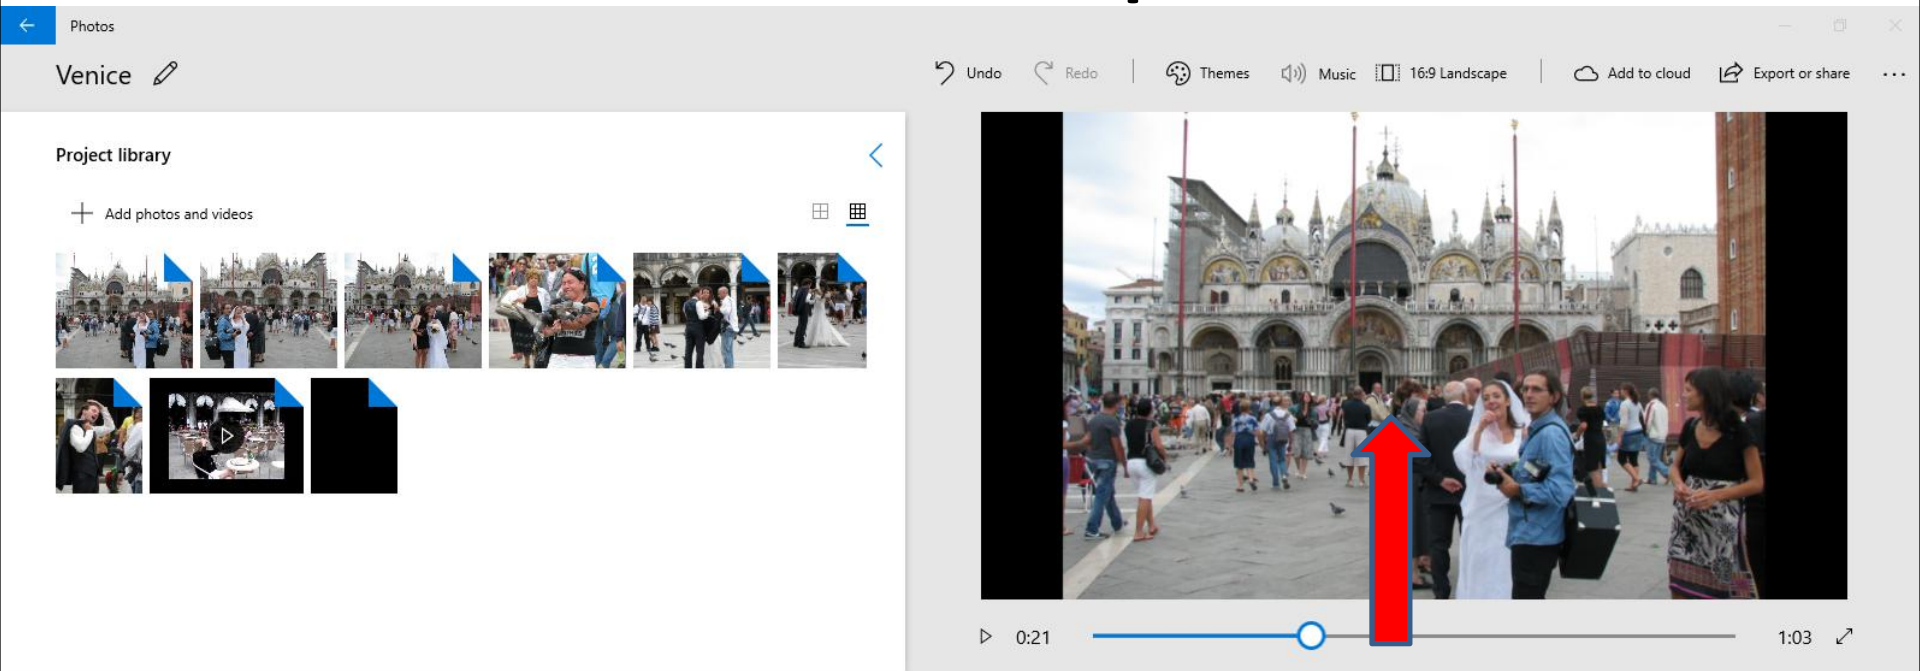 Photos
Venice
Undo Redo Themes Music 16:9 Landscape Add to cloud Export or share
Project library
Add photos and videos
0:21 1:03